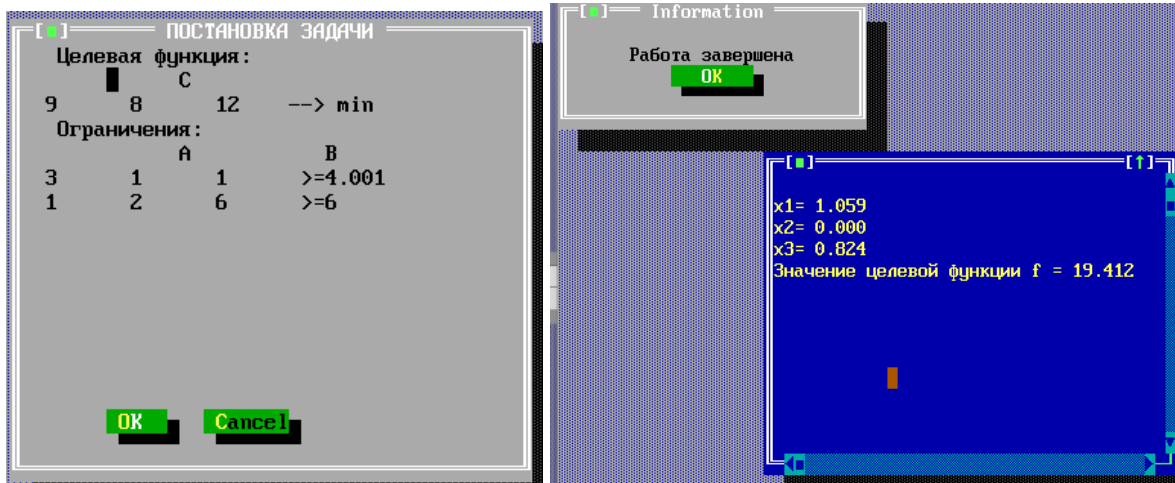 ПОСТАНОВКА ЗАДАЧИ
Целевая функция:
C
9 8 12 --> min
Ограничения:
A B
3 1 1 >=4.001
1 2 6 >=6
OK Cancel
Information
Работа завершена
OK
x1= 1.059
x2= 0.000
x3= 0.824
Значение целевой функции f = 19.412